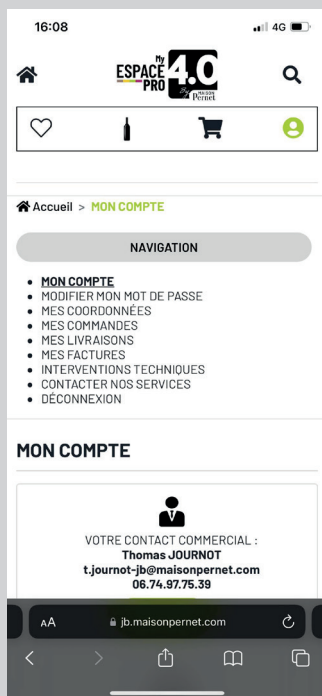 16:08
4G
My
ESPACE 4.0
PRO
By MAISON
Pernet
Accueil > MON COMPTE
NAVIGATION
MON COMPTE
MODIFIER MON MOT DE PASSE
MES COORDONNÉES
MES COMMANDES
MES LIVRAISONS
MES FACTURES
INTERVENTIONS TECHNIQUES
CONTACTER NOS SERVICES
DÉCONNEXION
MON COMPTE
VOTRE CONTACT COMMERCIAL :
Thomas JOURNOT
t.journot-jb@maisonpernet.com
06.74.97.75.39
AA jb.maisonpernet.com